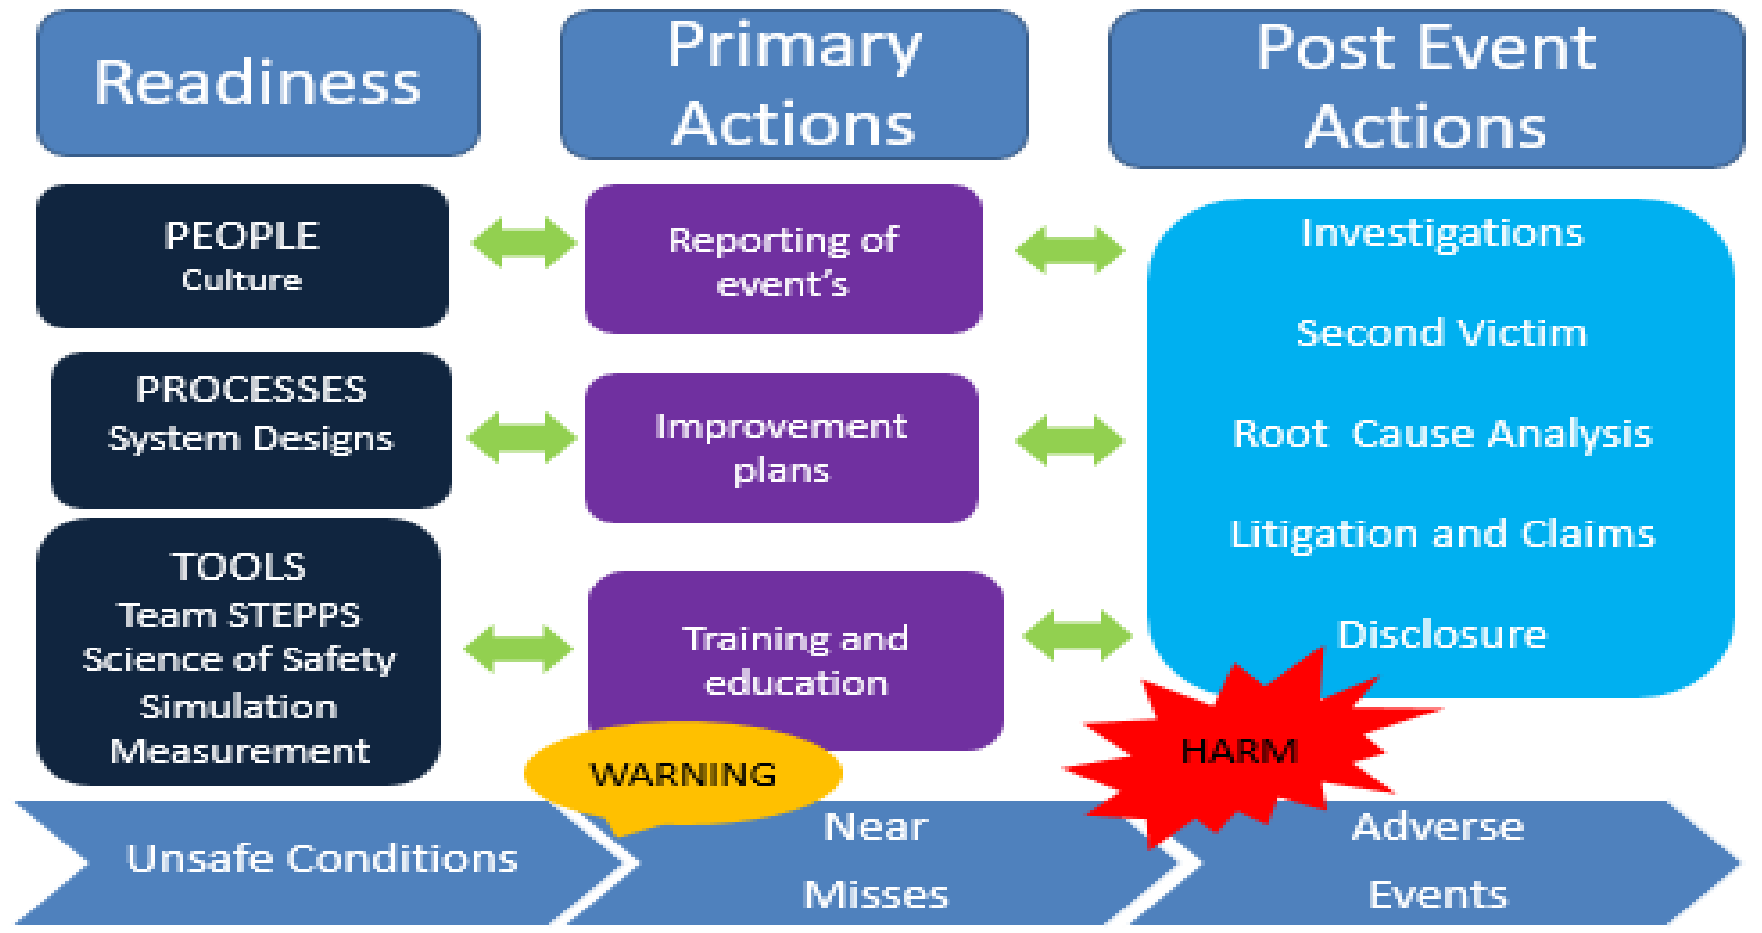 Readiness
Primary
Actions
Post Event
Actions
PEOPLE
Culture
PROCESSES
System Designs
TOOLS
Team STEPPS
Science of Safety
Simulation
Measurement
Reporting of
event’s
Improvement
plans
Training and
education
Investigations
Second Victim
Root  Cause Analysis
Litigation and Claims
Disclosure
WARNING
HARM
Unsafe Conditions
Near
Misses
Adverse
Events